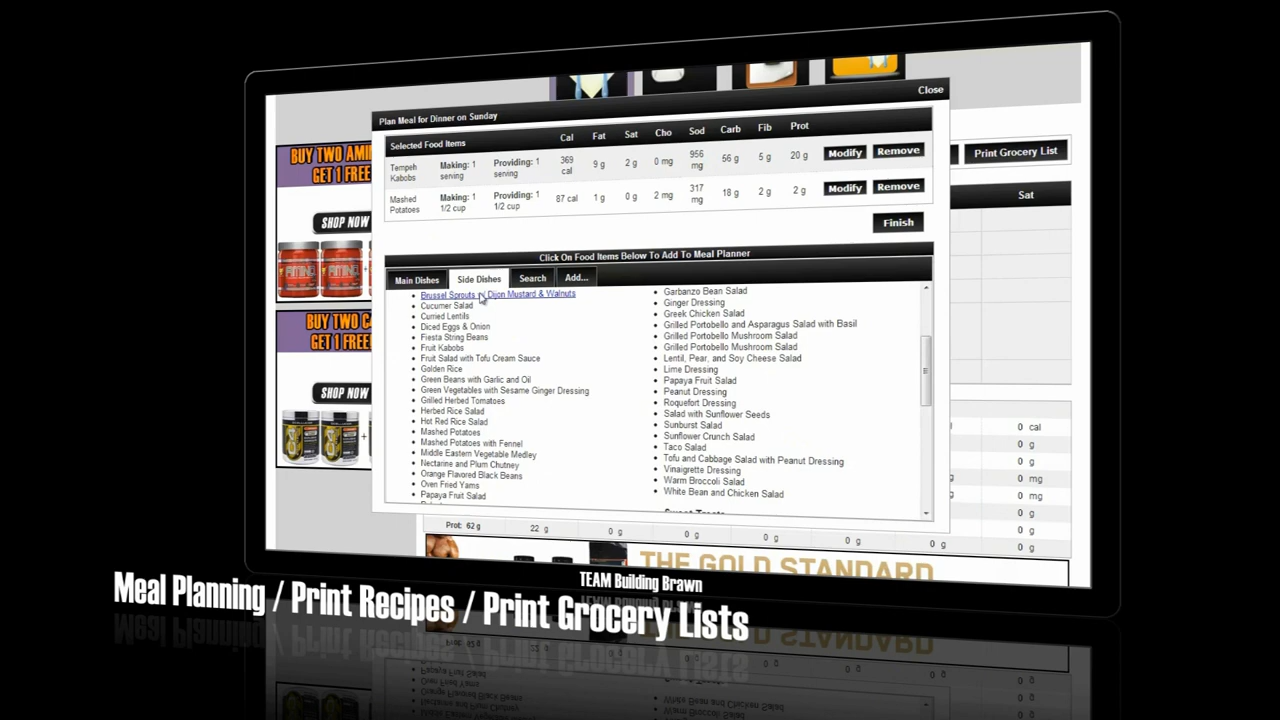 Close
Plan Meal for Dinner on Sunday
Selected Food Items Cal Fat Sat Cho Sod Carb Fib Prot
Tempeh Kabobs Making: 1 serving Providing: 1 serving 369 cal 9 g 2 g 0 mg 956 mg 56 g 5 g 20 g Modify Remove
Mashed Potatoes Making: 1 1/2 cup Providing: 1 1/2 cup 87 cal 1 g 0 g 2 mg 317 mg 18 g 2 g 2 g Modify Remove
Finish
Click On Food Items Below To Add To Meal Planner
Main Dishes Side Dishes Search Add...
Brussel Sprouts w/ Dijon Mustard & Walnuts
Cucumer Salad
Curried Lentils
Diced Eggs & Onion
Fiesta String Beans
Fruit Kabobs
Fruit Salad with Tofu Cream Sauce
Golden Rice
Green Beans with Garlic and Oil
Green Vegetables with Sesame Ginger Dressing
Grilled Herbed Tomatoes
Herbed Rice Salad
Hot Red Rice Salad
Mashed Potatoes
Mashed Potatoes with Fennel
Middle Eastern Vegetable Medley
Nectarine and Plum Chutney
Orange Flavored Black Beans
Oven Fried Yams
Papaya Fruit Salad
Garbanzo Bean Salad
Ginger Dressing
Greek Chicken Salad
Grilled Portobello and Asparagus Salad with Basil
Grilled Portobello Mushroom Salad
Grilled Portobello Mushroom Salad
Lentil, Pear, and Soy Cheese Salad
Lime Dressing
Papaya Fruit Salad
Peanut Dressing
Roquefort Dressing
Salad with Sunflower Seeds
Sunburst Salad
Sunflower Crunch Salad
Taco Salad
Tofu and Cabbage Salad with Peanut Dressing
Vinaigrette Dressing
Warm Broccoli Salad
White Bean and Chicken Salad
Sweet Treats
BUY TWO
GET 1 FREE
SHOP NOW
BUY TWO
GET 1 FREE
SHOP NOW
Print Grocery List
Sat
0 cal
0 g
0 g
0 mg
0 mg
0 g
0 g
Prot: 62 g 22 g 0 g 0 g 0 g 0 g 0 g 0 g
THE GOLD STANDARD
TEAM Building Brawn
Meal Planning / Print Recipes / Print Grocery Lists